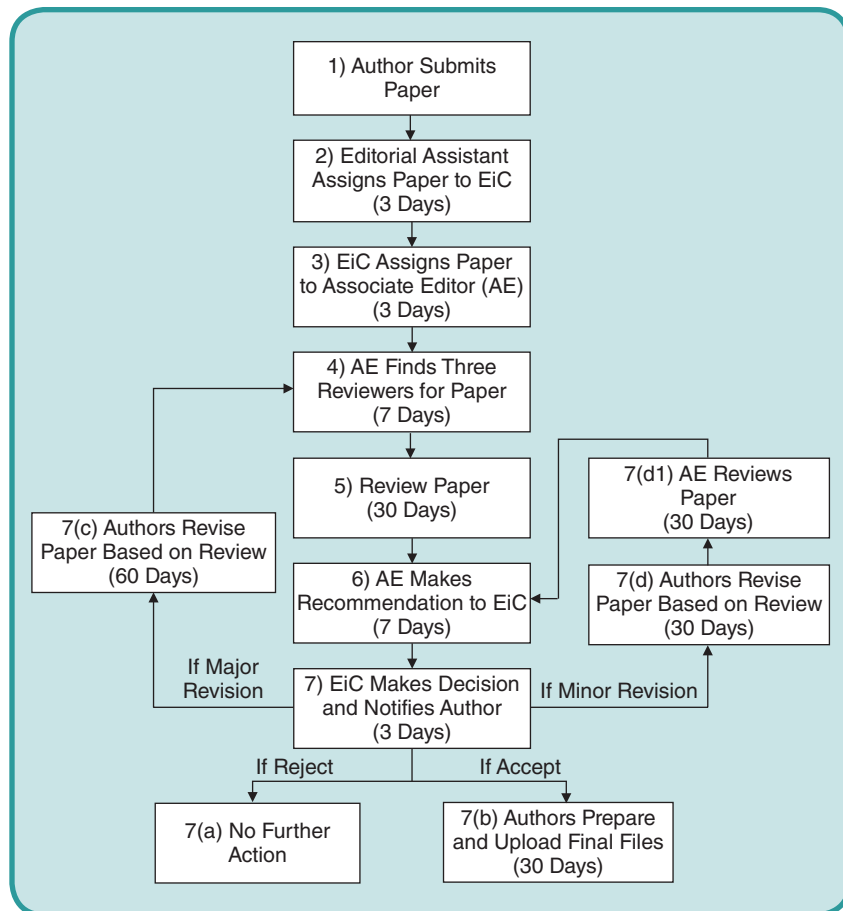 1) Author Submits
Paper
2) Editorial Assistant
Assigns Paper to EiC
(3 Days)
3) EiC Assigns Paper
to Associate Editor (AE)
(3 Days)
4) AE Finds Three
Reviewers for Paper
(7 Days)
5) Review Paper
(30 Days)
7(d1) AE Reviews
Paper
(30 Days)
7(c) Authors Revise
Paper Based on Review
(60 Days)
6) AE Makes
Recommendation to EiC
(7 Days)
7(d) Authors Revise
Paper Based on Review
(30 Days)
If Major
Revision
7) EiC Makes Decision
and Notifies Author
(3 Days)
If Minor Revision
If Reject
If Accept
7(a) No Further
Action
7(b) Authors Prepare
and Upload Final Files
(30 Days)